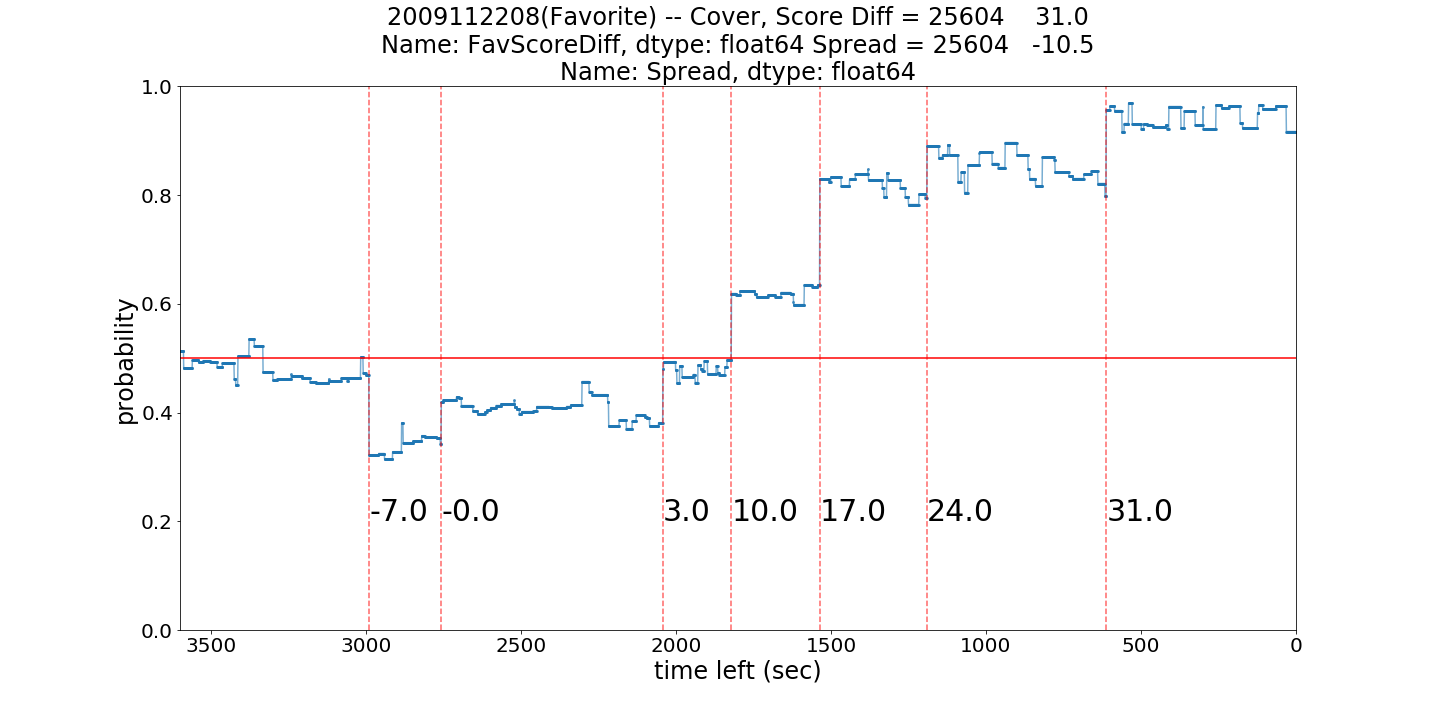 2009112208(Favorite) -- Cover, Score Diff = 25604    31.0
Name: FavScoreDiff, dtype: float64 Spread = 25604   -10.5
Name: Spread, dtype: float64
1.0
0.8
0.6
0.4
0.2
0.0
probability
-7.0 -0.0 3.0 10.0 17.0 24.0 31.0
3500 3000 2500 2000 1500 1000 500 0
time left (sec)